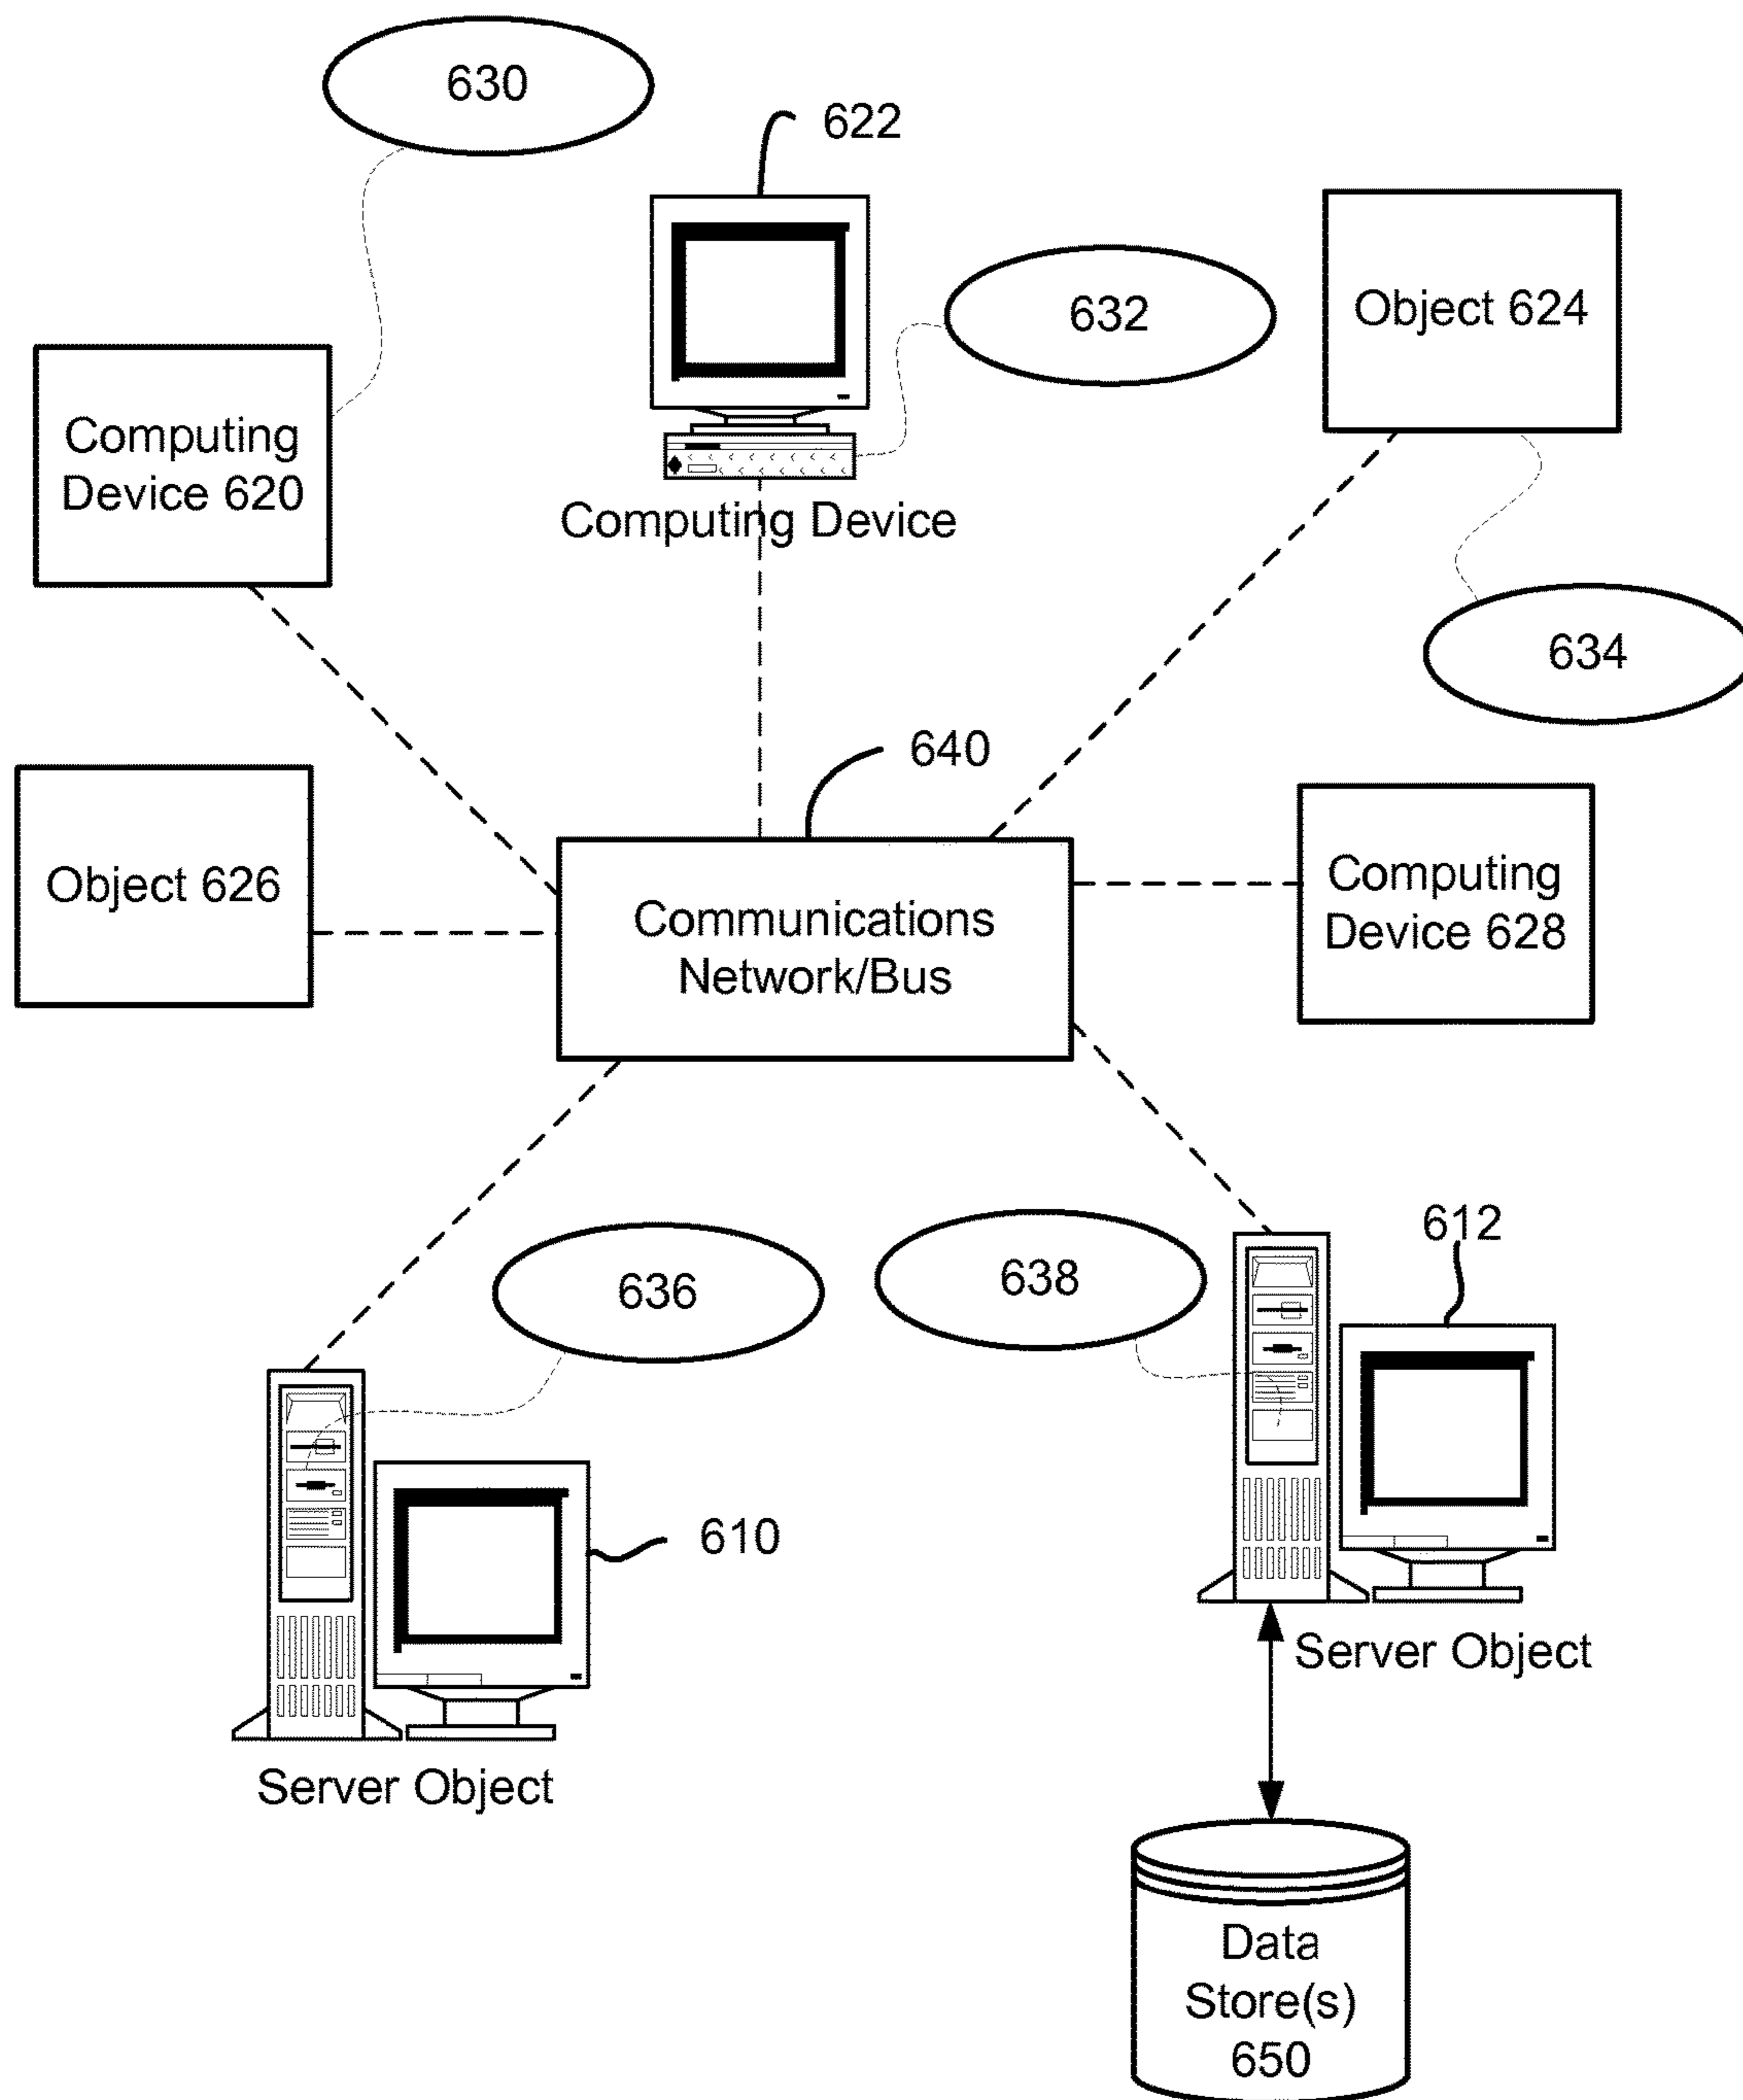 630
622
632
Object 624
Computing
Device 620
Computing Device
634
640
Object 626
Communications
Network/Bus
Computing
Device 628
636
638
612
610
Server Object
Server Object
Data
Store(s)
650